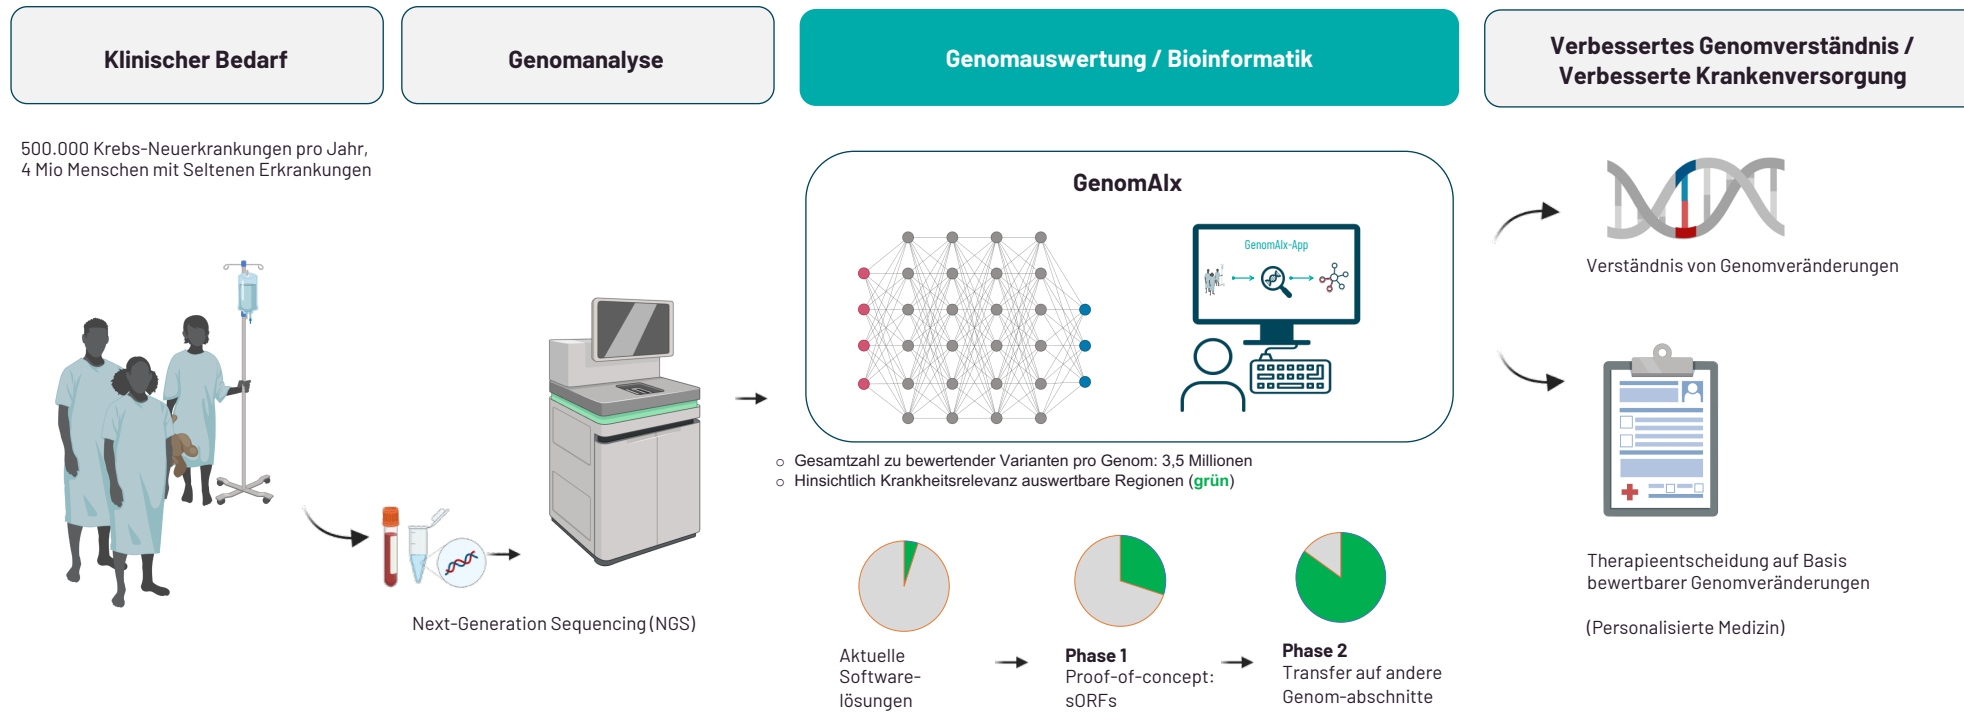 Klinischer Bedarf
Genomanalyse
Genomauswertung / Bioinformatik
Verbessertes Genomverständnis /
Verbesserte Krankenversorgung
500.000 Krebs-Neuerkrankungen pro Jahr,
4 Mio Menschen mit Seltenen Erkrankungen
Next-Generation Sequencing (NGS)
GenomAIx
GenomAIx-App
○ Gesamtzahl zu bewertender Varianten pro Genom: 3,5 Millionen
○ Hinsichtlich Krankheitsrelevanz auswertbare Regionen (grün)
Aktuelle
Software-
lösungen
Phase 1
Proof-of-concept:
sORFs
Phase 2
Transfer auf andere
Genom-abschnitte
Verständnis von Genomveränderungen
Therapieentscheidung auf Basis
bewertbarer Genomveränderungen
(Personalisierte Medizin)